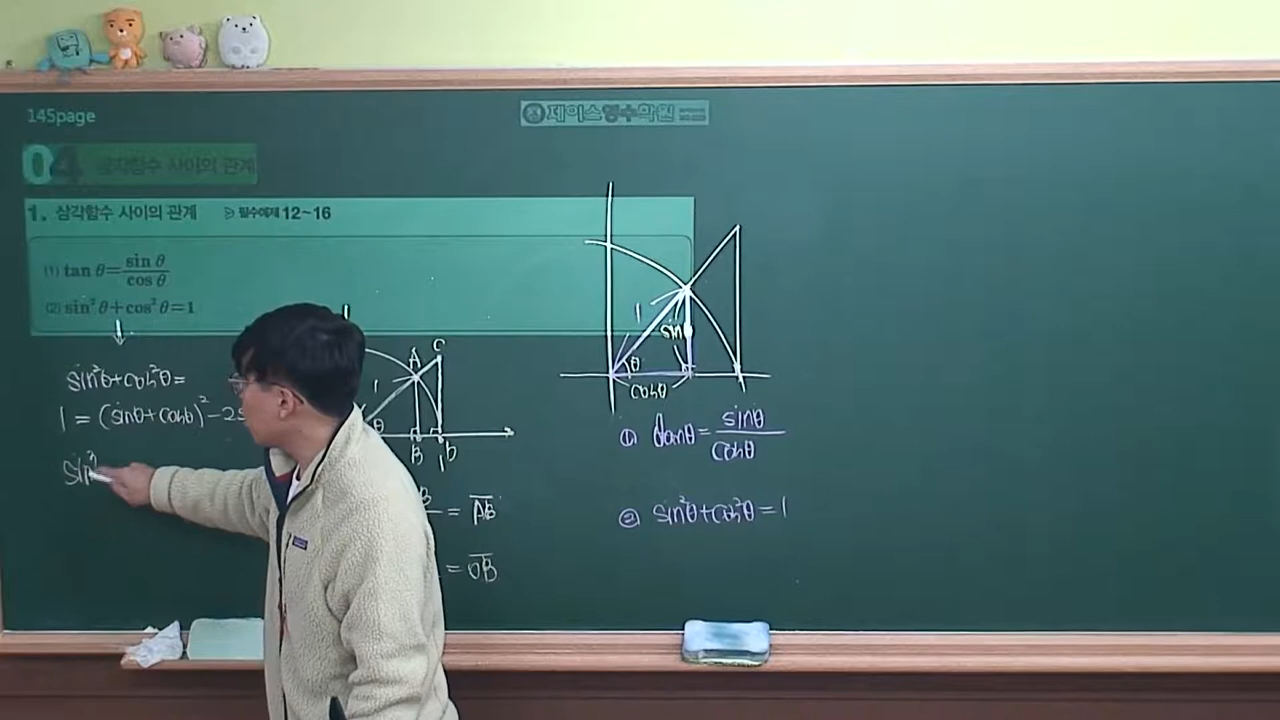 145page
제이스영수학원
04 삼각함수 사이의 관계
1. 삼각함수 사이의 관계 ▷ 필수예제 12~16
(1) tan θ = sin θ / cos θ
(2) sin² θ + cos² θ = 1
sin²θ + cos²θ =
1 = (sinθ + cosθ)² - 2s
sin³
A
C
1
θ
B
D
1
B = AB̅
= OB̅
1
sin
θ
cosθ
① tanθ = sinθ / cosθ
② sin²θ + cos²θ = 1